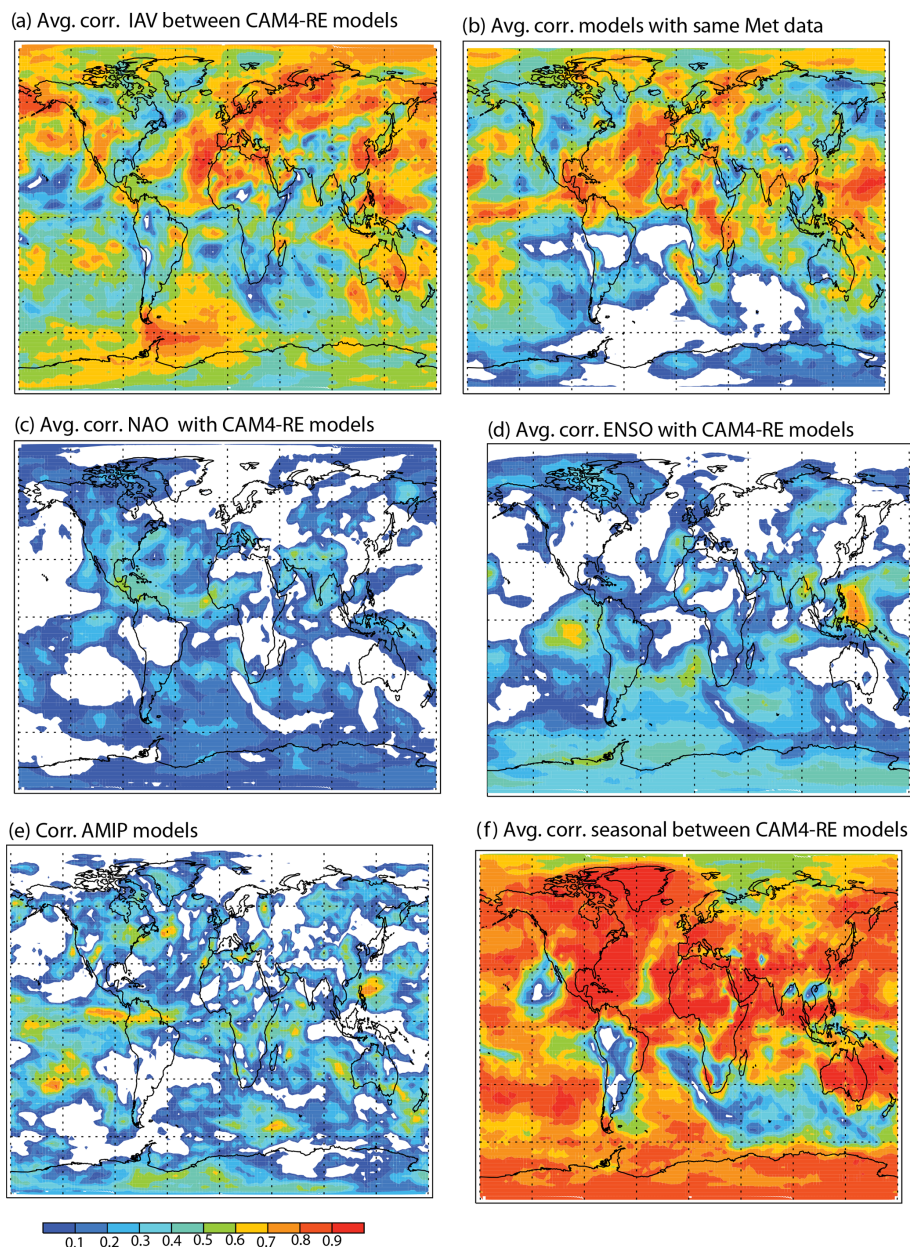 (a) Avg. corr. IAV between CAM4-RE models
(b) Avg. corr. models with same Met data
(c) Avg. corr. NAO with CAM4-RE models
(d) Avg. corr. ENSO with CAM4-RE models
(e) Corr. AMIP models
(f) Avg. corr. seasonal between CAM4-RE models
0.1 0.2 0.3 0.4 0.5 0.6 0.7 0.8 0.9